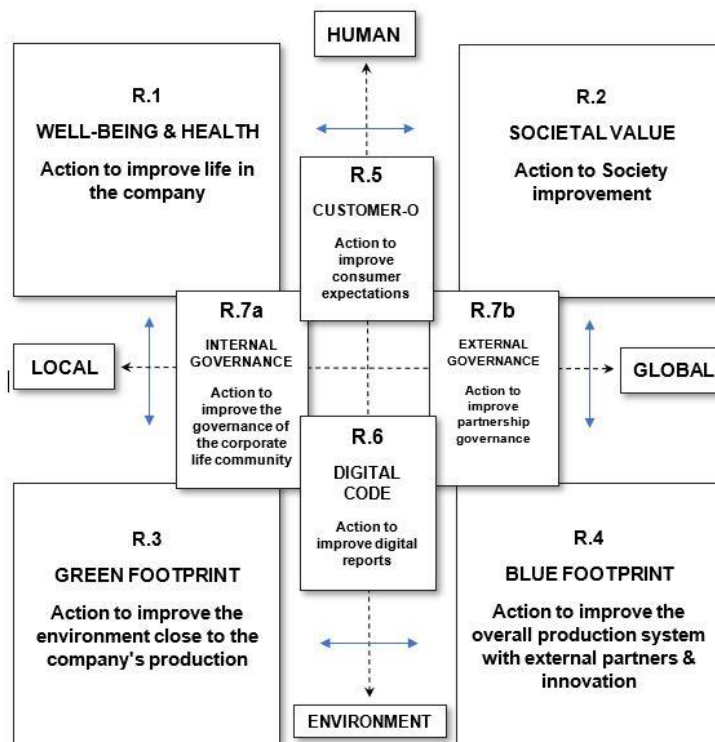 HUMAN
R.1
WELL-BEING & HEALTH
Action to improve life in
the company
R.2
SOCIETAL VALUE
Action to Society
improvement
R.5
CUSTOMER-O
Action to
improve
consumer
expectations
R.7a
INTERNAL
GOVERNANCE
Action to
improve the
governance of
the corporate
life community
R.7b
EXTERNAL
GOVERNANCE
Action to
improve
partnership
governance
LOCAL
GLOBAL
R.6
DIGITAL
CODE
Action to
improve digital
reports
R.3
GREEN FOOTPRINT
Action to improve the
environment close to the
company's production
R.4
BLUE FOOTPRINT
Action to improve the
overall production system
with external partners &
innovation
ENVIRONMENT